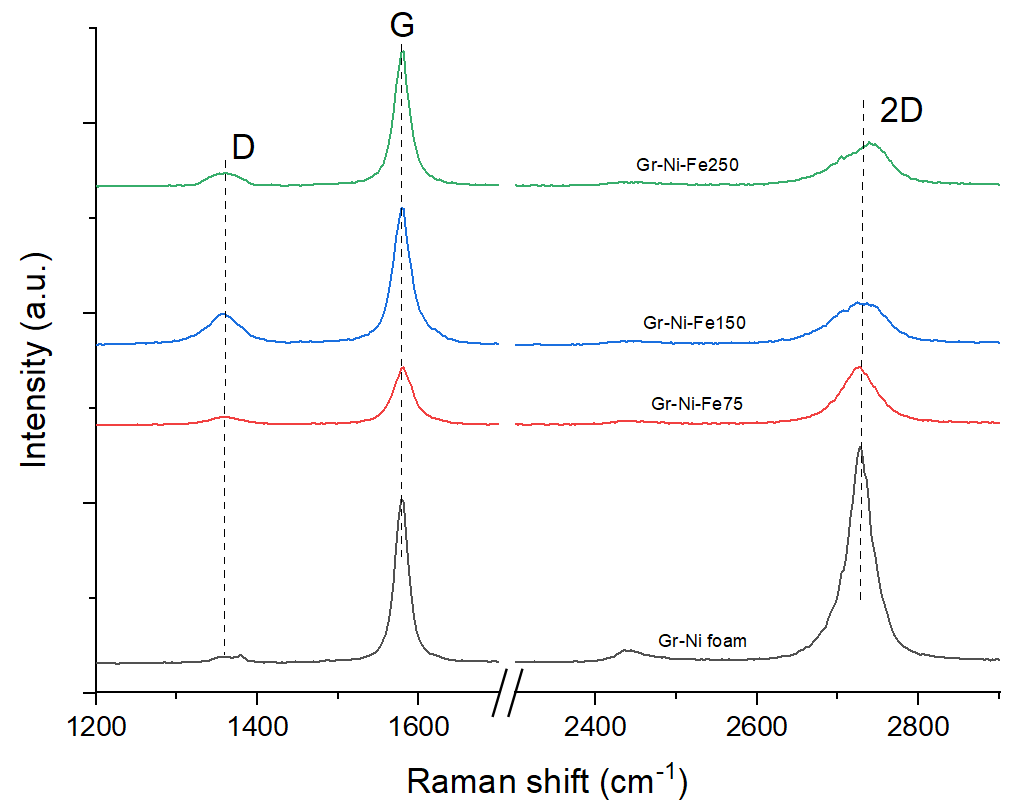 G
D
2D
Gr-Ni-Fe250
Gr-Ni-Fe150
Gr-Ni-Fe75
Gr-Ni foam
Intensity (a.u.)
1200 1400 1600 2400 2600 2800
Raman shift (cm⁻¹)